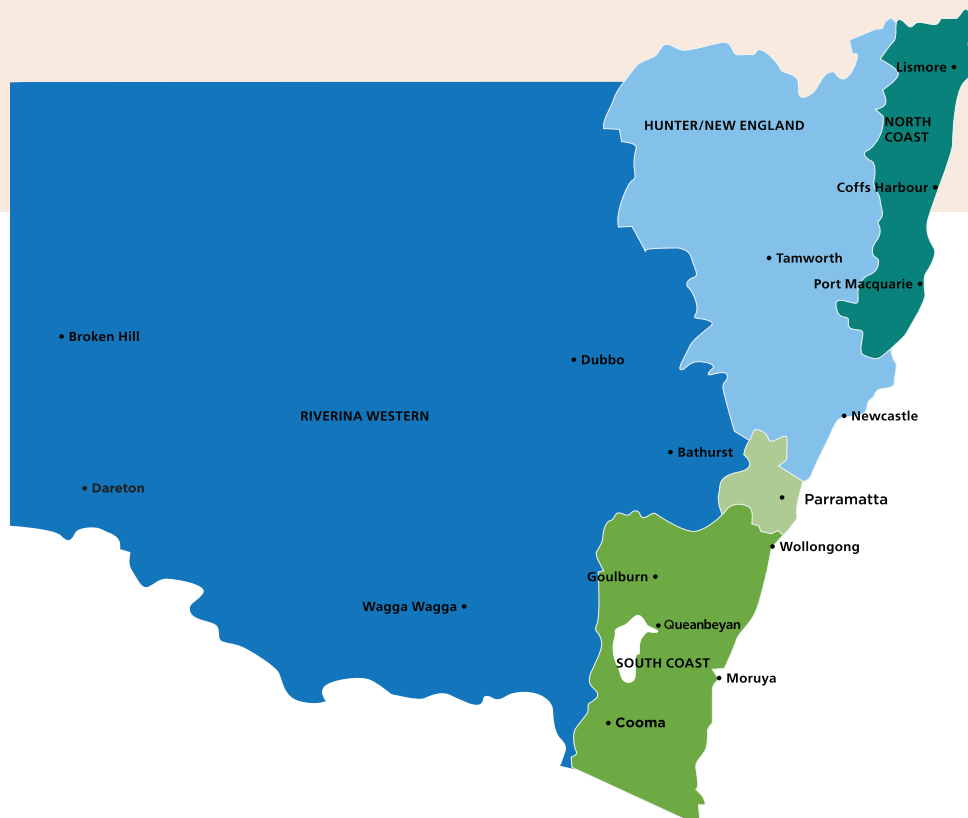 Lismore
HUNTER/NEW ENGLAND
NORTH
COAST
Coffs Harbour
Tamworth
Port Macquarie
Broken Hill
Dubbo
RIVERINA WESTERN
Newcastle
Bathurst
Dareton
Parramatta
Wollongong
Goulburn
Wagga Wagga
Queanbeyan
SOUTH COAST
Moruya
Cooma